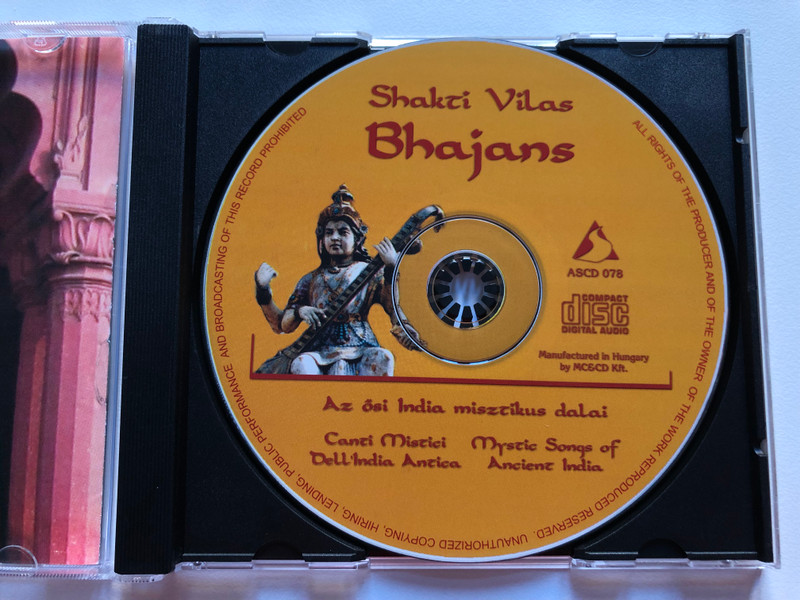 Shakti Vilas
Bhajans
ASCD 078
COMPACT
disc
DIGITAL AUDIO
Manufactured in Hungary
by MC&CD Kft.
Az ősi India misztikus dalai
Canti Mistici
Dell'India Antica
Mystic Songs of
Ancient India
ALL RIGHTS OF THE PRODUCER AND OF THE OWNER OF THE WORK REPRODUCED RESERVED. UNAUTHORIZED COPYING, HIRING, LENDING, PUBLIC PERFORMANCE AND BROADCASTING OF THIS RECORD PROHIBITED